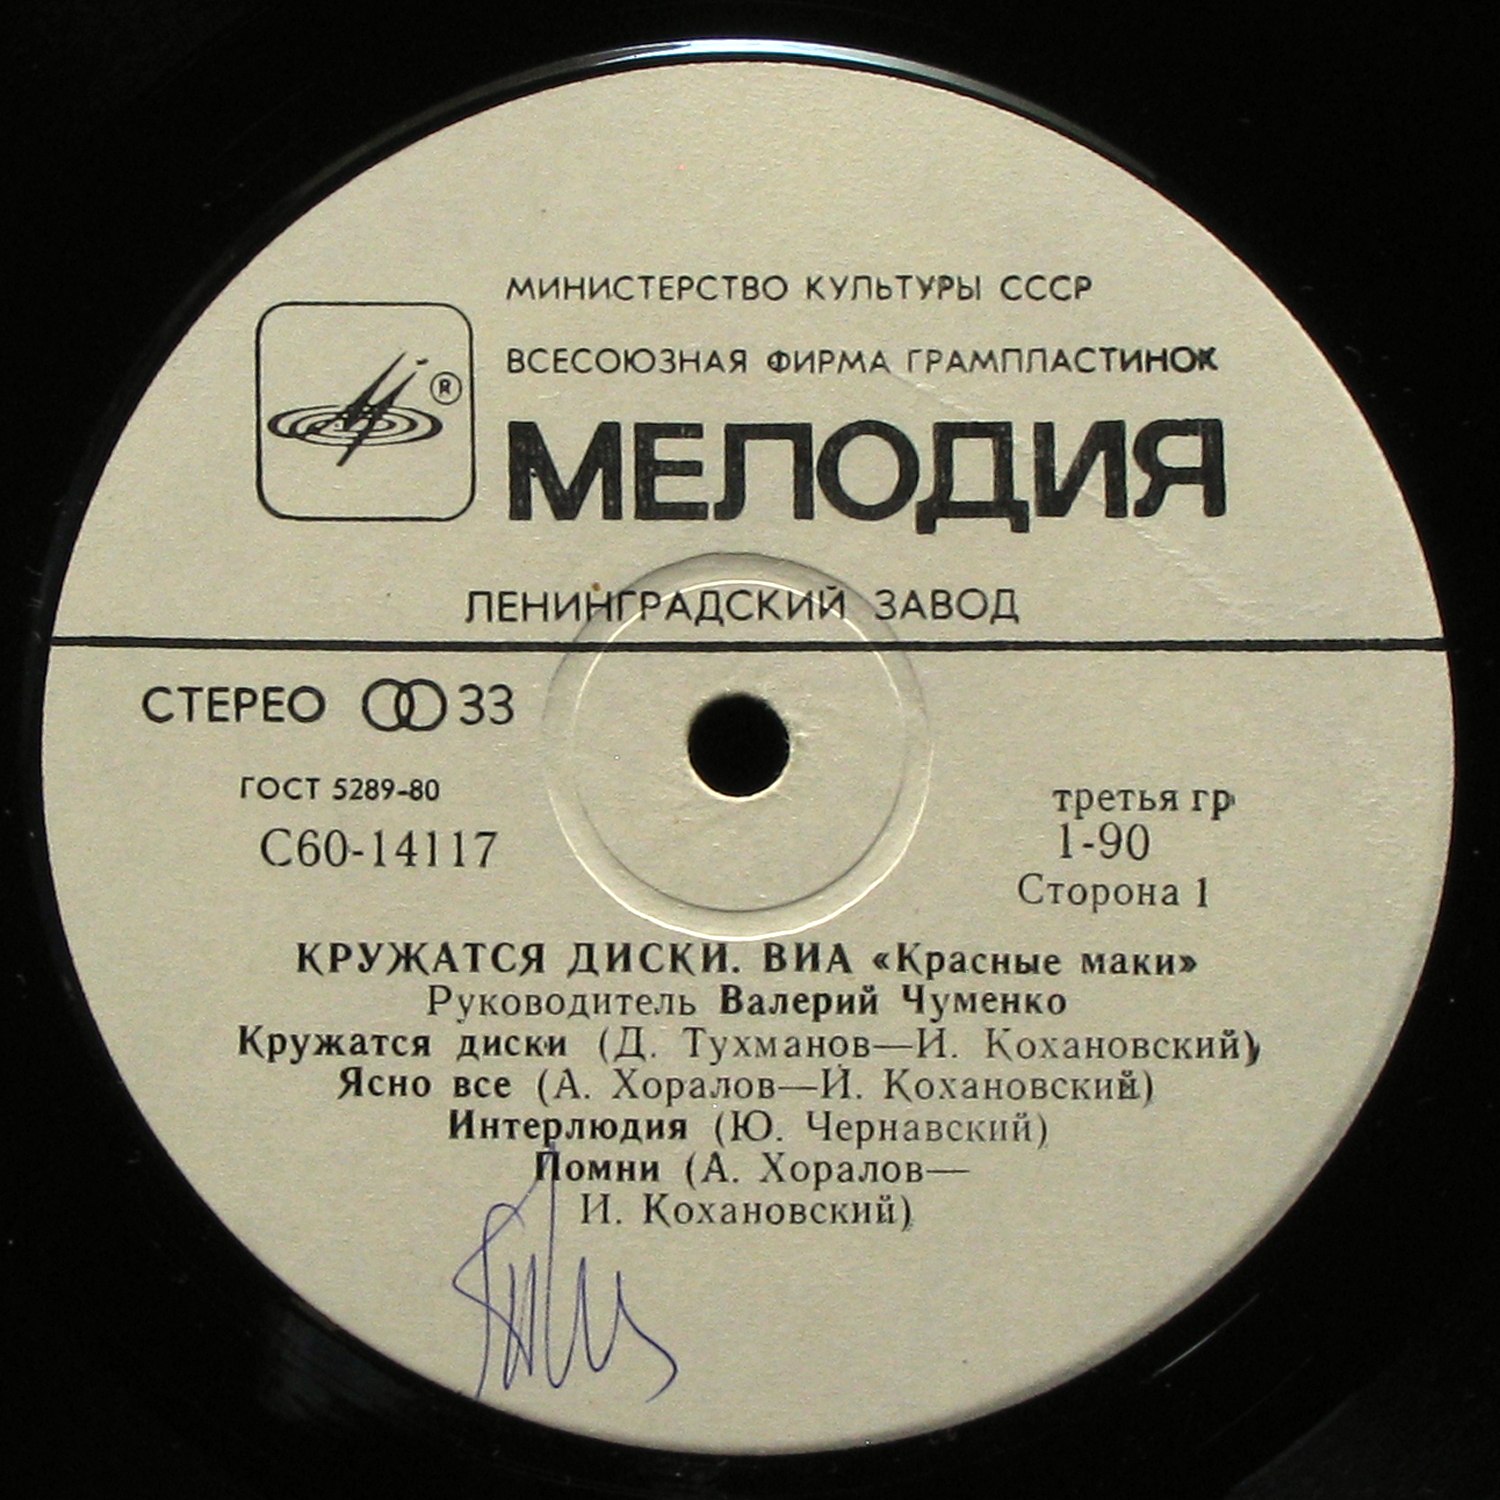 МИНИСТЕРСТВО КУЛЬТУРЫ СССР
ВСЕСОЮЗНАЯ ФИРМА ГРАМПЛАСТИНОК
®
МЕЛОДИЯ
ЛЕНИНГРАДСКИЙ ЗАВОД
СТЕРЕО 33
ГОСТ 5289-80
С60-14117
третья гр
1-90
Сторона 1
КРУЖАТСЯ ДИСКИ. ВИА «Красные маки»
Руководитель Валерий Чуменко
Кружатся диски (Д. Тухманов—И. Кохановский)
Ясно все (А. Хоралов—И. Кохановский)
Интерлюдия (Ю. Чернавский)
Помни (А. Хоралов—
И. Кохановский)